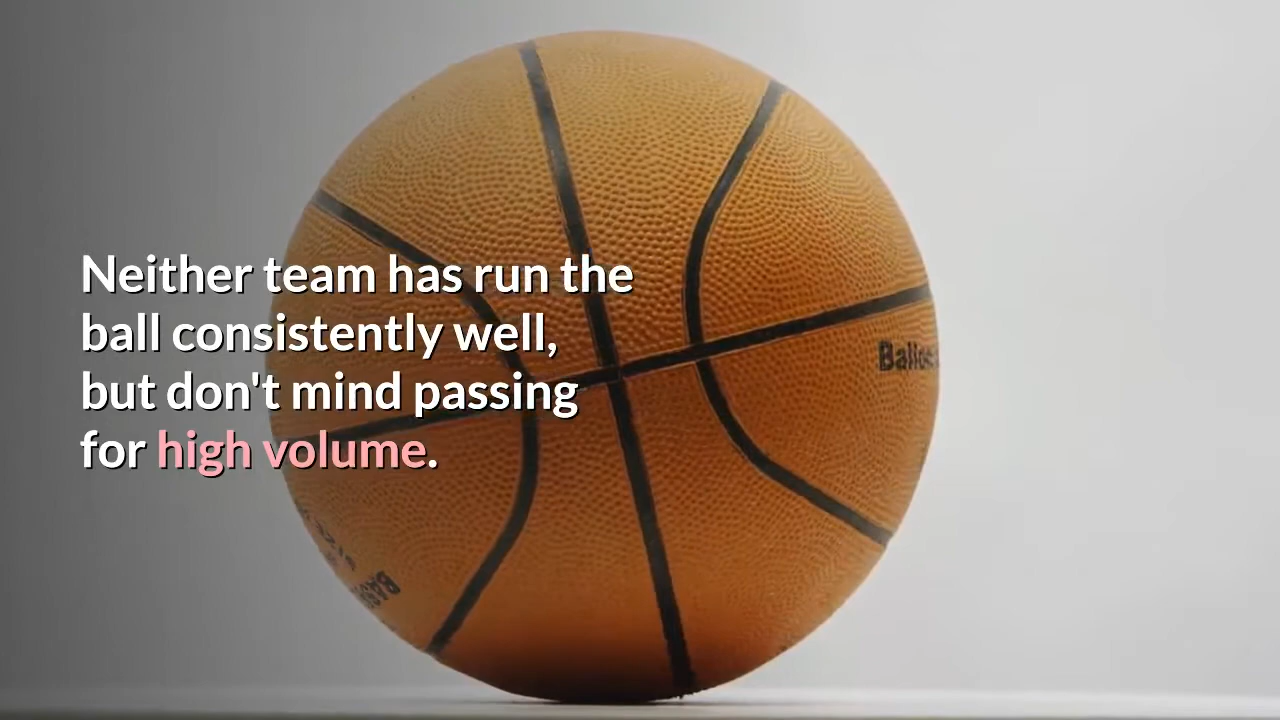 Neither team has run the
ball consistently well,
but don't mind passing
for high volume.